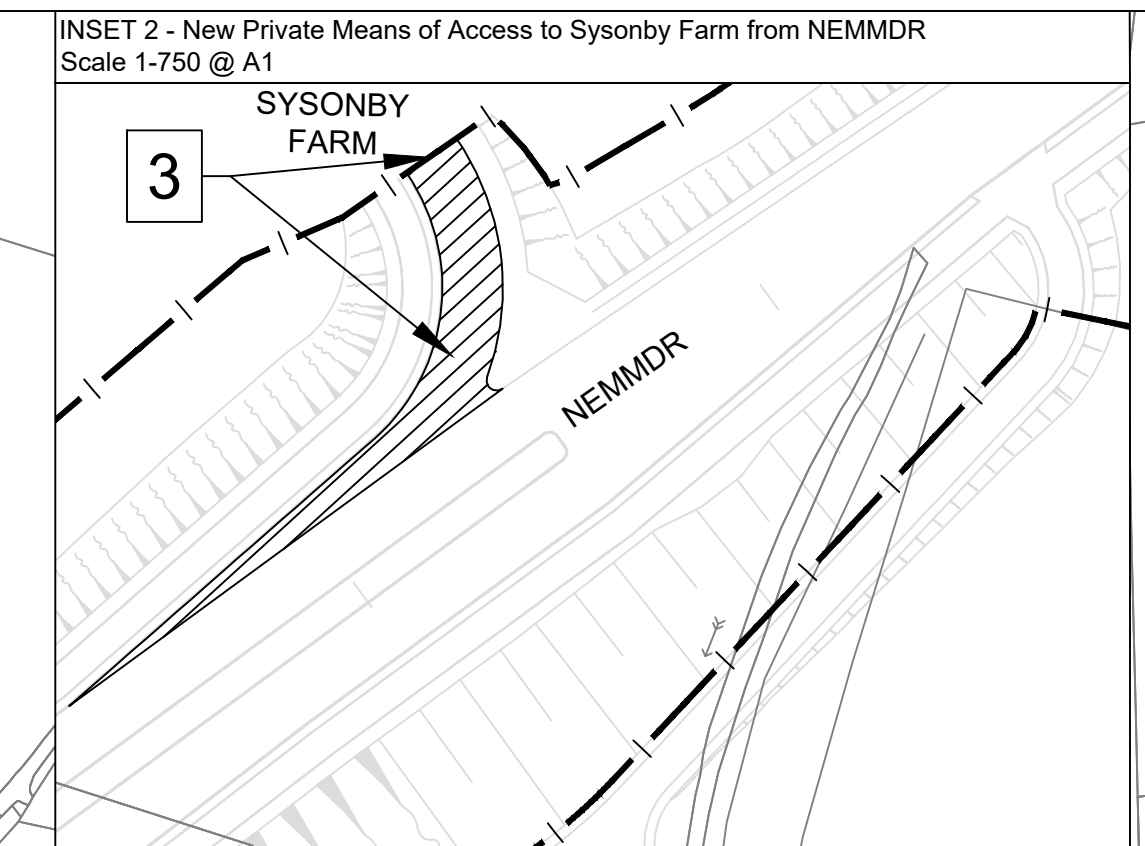 INSET 2 - New Private Means of Access to Sysonby Farm from NEMMDR
Scale 1-750 @ A1
SYSONBY
FARM
3
NEMMDR